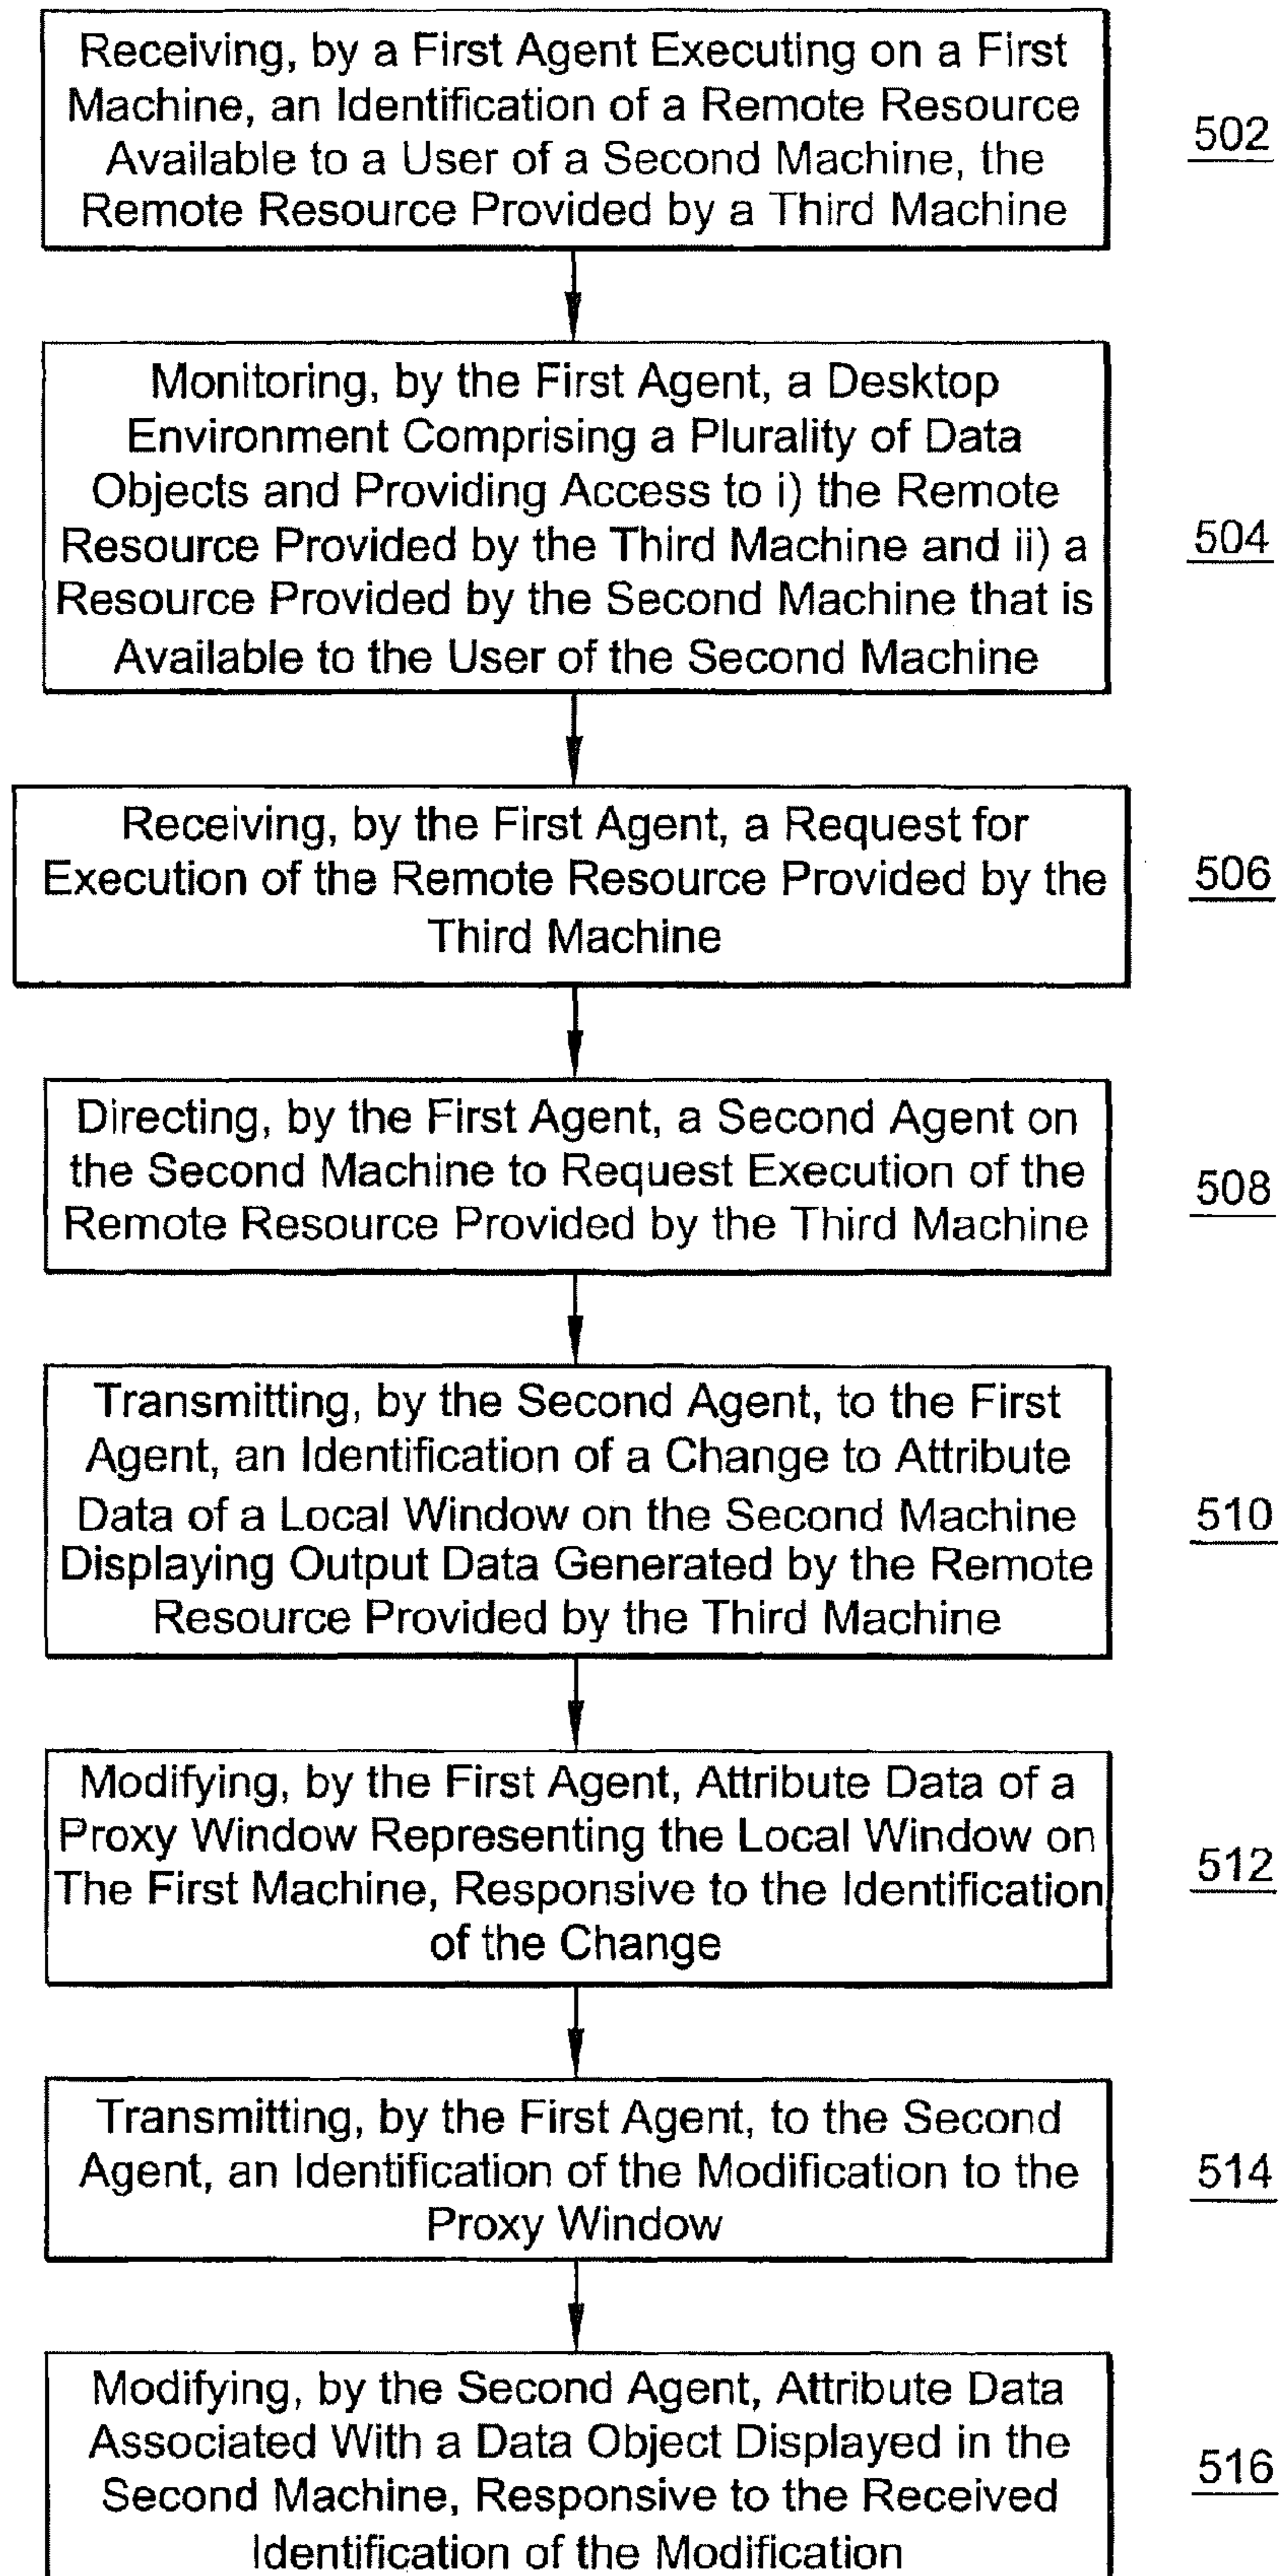 Receiving, by a First Agent Executing on a First
Machine, an Identification of a Remote Resource
Available to a User of a Second Machine, the
Remote Resource Provided by a Third Machine
502
Monitoring, by the First Agent, a Desktop
Environment Comprising a Plurality of Data
Objects and Providing Access to i) the Remote
Resource Provided by the Third Machine and ii) a
Resource Provided by the Second Machine that is
Available to the User of the Second Machine
504
Receiving, by the First Agent, a Request for
Execution of the Remote Resource Provided by the
Third Machine
506
Directing, by the First Agent, a Second Agent on
the Second Machine to Request Execution of the
Remote Resource Provided by the Third Machine
508
Transmitting, by the Second Agent, to the First
Agent, an Identification of a Change to Attribute
Data of a Local Window on the Second Machine
Displaying Output Data Generated by the Remote
Resource Provided by the Third Machine
510
Modifying, by the First Agent, Attribute Data of a
Proxy Window Representing the Local Window on
The First Machine, Responsive to the Identification
of the Change
512
Transmitting, by the First Agent, to the Second
Agent, an Identification of the Modification to the
Proxy Window
514
Modifying, by the Second Agent, Attribute Data
Associated With a Data Object Displayed in the
Second Machine, Responsive to the Received
Identification of the Modification
516